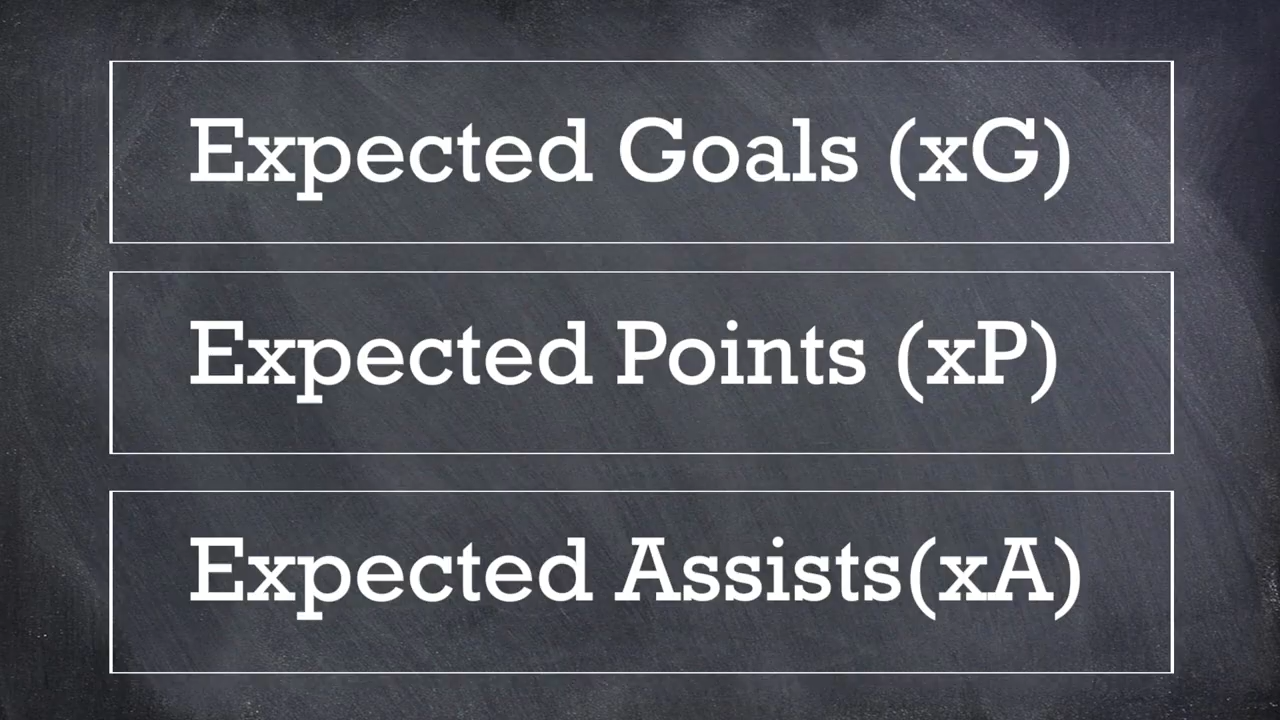 Expected Goals (xG)
Expected Points (xP)
Expected Assists(xA)